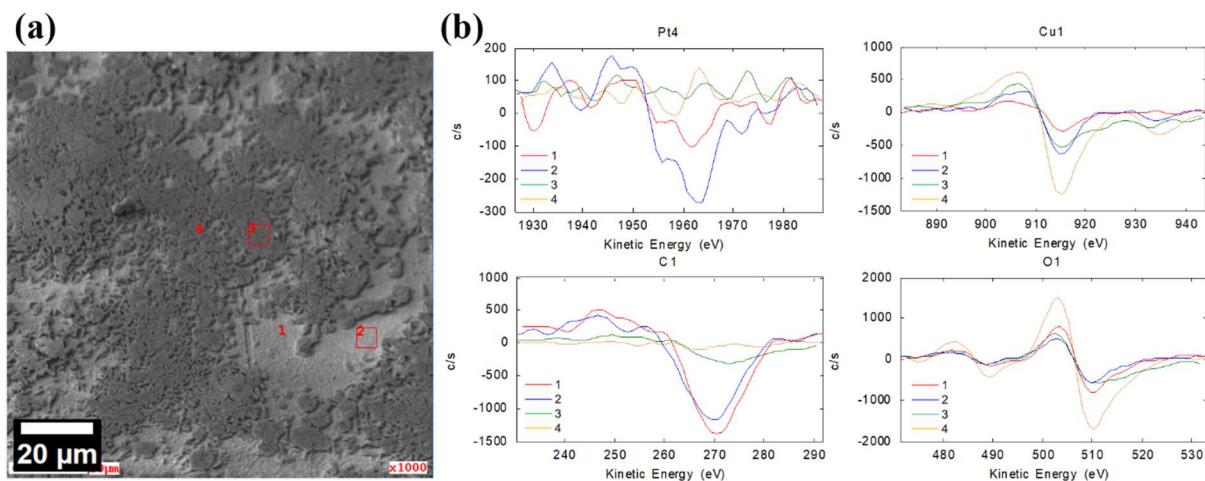 (a)
4
3
1
2
20 μm
x1000
(b)
Pt4
c/s
200
100
0
-100
-200
-300
1930 1940 1950 1960 1970 1980
Kinetic Energy (eV)
1
2
3
4
Cu1
c/s
1000
500
0
-500
-1000
-1500
890 900 910 920 930 940
Kinetic Energy (eV)
1
2
3
4
C1
c/s
1000
500
0
-500
-1000
-1500
240 250 260 270 280 290
Kinetic Energy (eV)
1
2
3
4
O1
c/s
2000
1000
0
1000
2000
480 490 500 510 520 530
Kinetic Energy (eV)
1
2
3
4